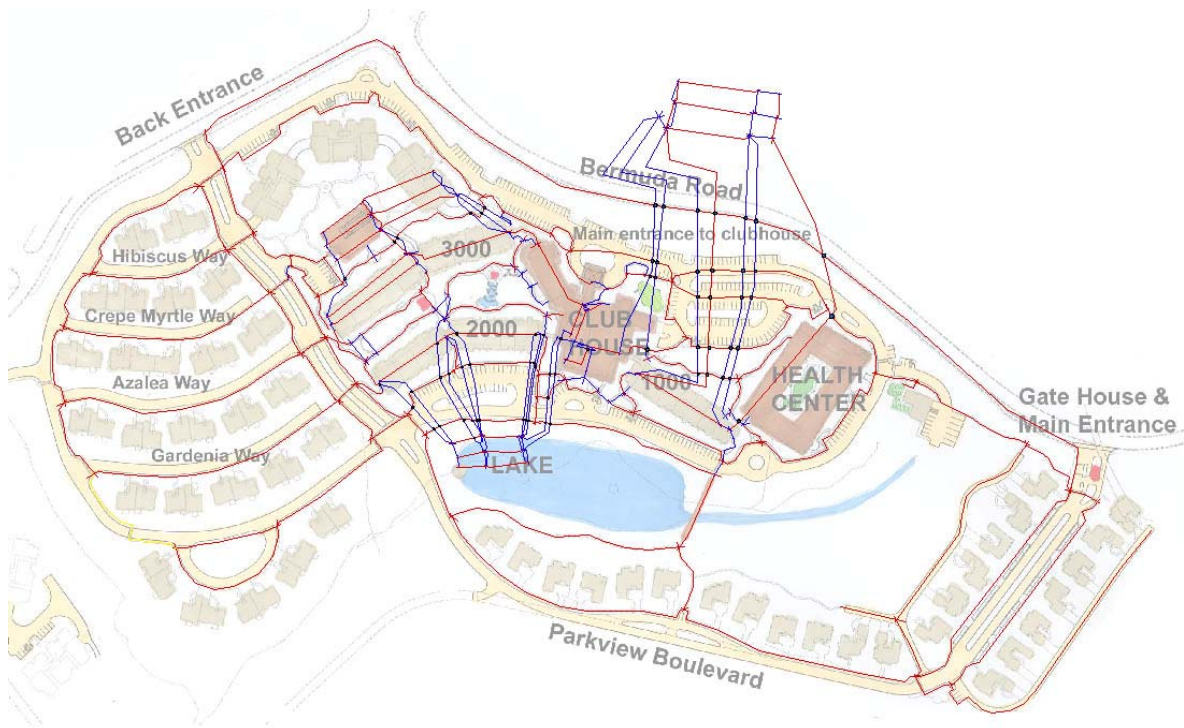 Back Entrance
Bermuda Road
Main entrance to clubhouse
Hibiscus Way
3000
Crepe Myrtle Way
2000
CLUB
HOUSE
Azalea Way
1000
HEALTH
CENTER
Gate House &
Main Entrance
Gardenia Way
LAKE
Parkview Boulevard